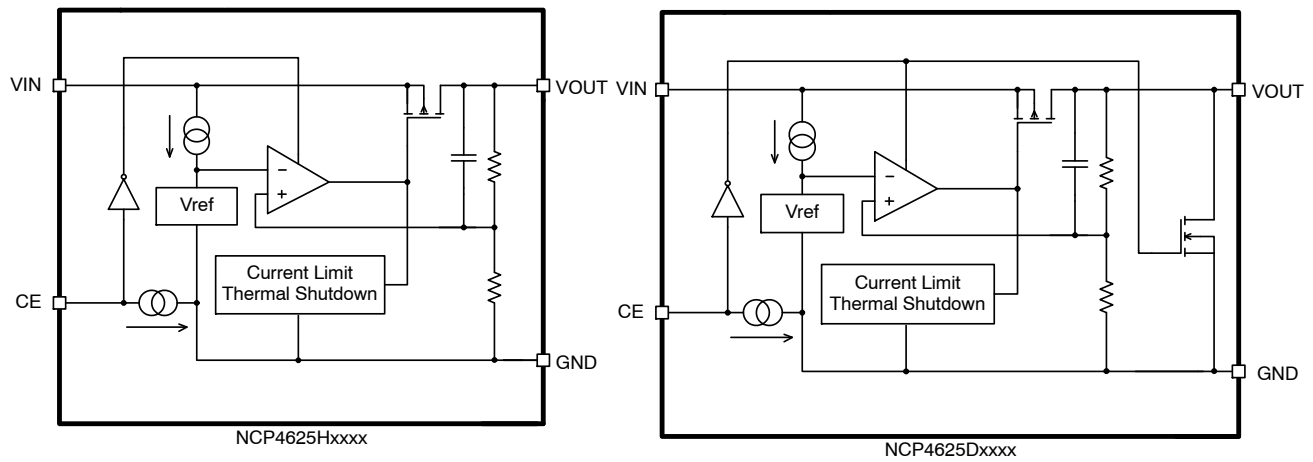 VIN
VOUT
−
+
Vref
Current Limit
Thermal Shutdown
CE
GND
NCP4625Hxxxx
VIN
VOUT
−
+
Vref
Current Limit
Thermal Shutdown
CE
GND
NCP4625Dxxxx